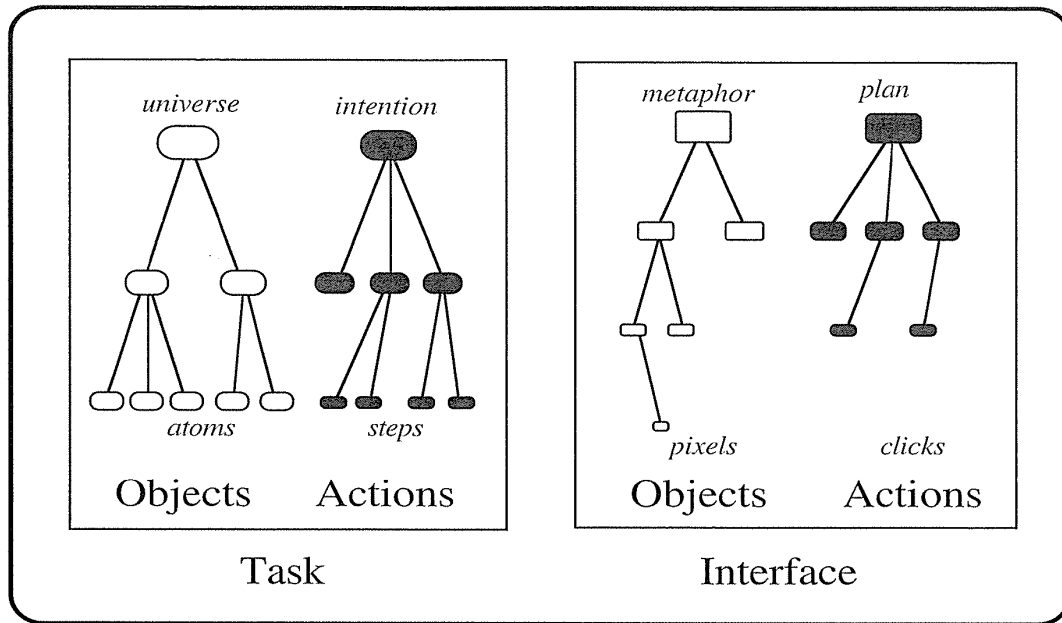 universe
intention
atoms
steps
Objects
Actions
Task
metaphor
plan
pixels
clicks
Objects
Actions
Interface